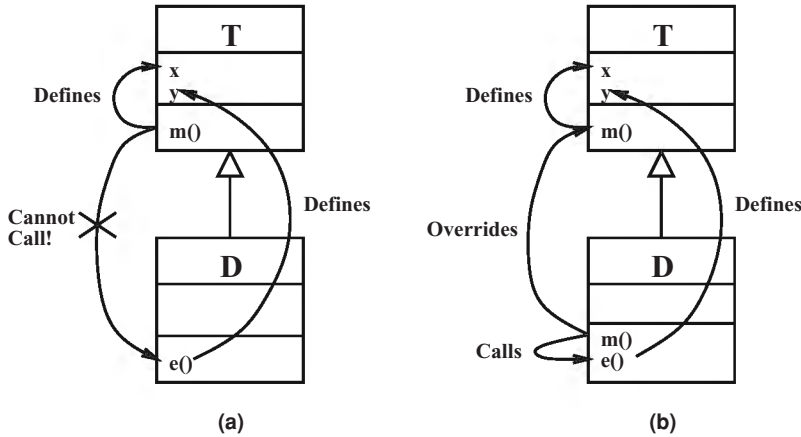 T
x
y
Defines
m()
Cannot
Call!
Defines
D
e()
(a)
T
x
y
Defines
m()
Overrides
Defines
D
m()
Calls
e()
(b)